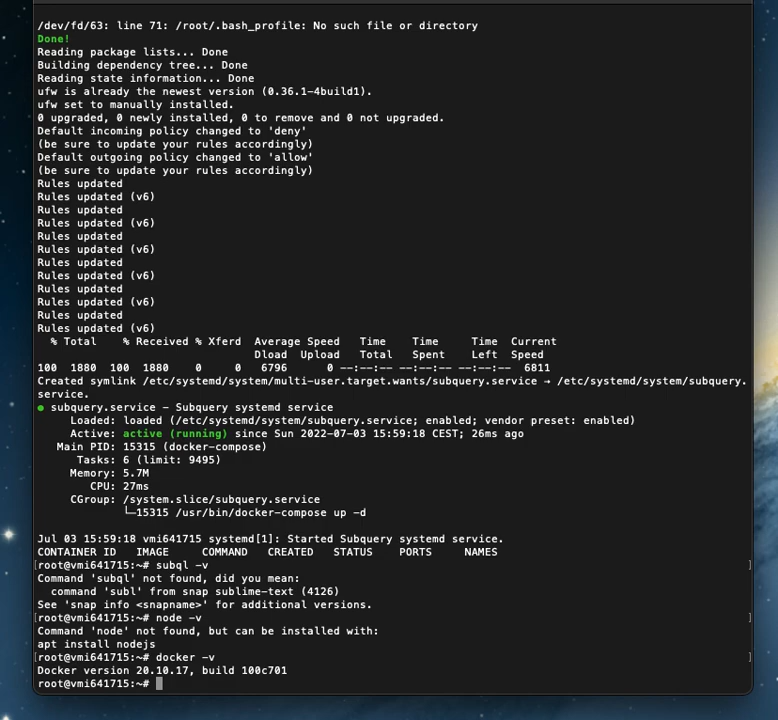 /dev/fd/63: line 71: /root/.bash_profile: No such file or directory
Done!
Reading package lists... Done
Building dependency tree... Done
Reading state information... Done
ufw is already the newest version (0.36.1-4build1).
ufw set to manually installed.
0 upgraded, 0 newly installed, 0 to remove and 0 not upgraded.
Default incoming policy changed to 'deny'
(be sure to update your rules accordingly)
Default outgoing policy changed to 'allow'
(be sure to update your rules accordingly)
Rules updated
Rules updated (v6)
Rules updated
Rules updated (v6)
Rules updated
Rules updated (v6)
Rules updated
Rules updated (v6)
Rules updated
Rules updated (v6)
Rules updated
Rules updated (v6)
  % Total    % Received % Xferd  Average Speed   Time    Time     Time  Current
                                 Dload  Upload   Total   Spent    Left  Speed
100  1880  100  1880    0     0   6796      0 --:--:-- --:--:-- --:--:--  6811
Created symlink /etc/systemd/system/multi-user.target.wants/subquery.service → /etc/systemd/system/subquery.
service.
● subquery.service - Subquery systemd service
     Loaded: loaded (/etc/systemd/system/subquery.service; enabled; vendor preset: enabled)
     Active: active (running) since Sun 2022-07-03 15:59:18 CEST; 26ms ago
   Main PID: 15315 (docker-compose)
      Tasks: 6 (limit: 9495)
     Memory: 5.7M
        CPU: 27ms
     CGroup: /system.slice/subquery.service
             └─15315 /usr/bin/docker-compose up -d
Jul 03 15:59:18 vmi641715 systemd[1]: Started Subquery systemd service.
CONTAINER ID   IMAGE     COMMAND   CREATED   STATUS    PORTS     NAMES
[root@vmi641715:~# subql -v ]
Command 'subql' not found, did you mean:
  command 'subl' from snap sublime-text (4126)
See 'snap info <snapname>' for additional versions.
[root@vmi641715:~# node -v ]
Command 'node' not found, but can be installed with:
apt install nodejs
[root@vmi641715:~# docker -v ]
Docker version 20.10.17, build 100c701
root@vmi641715:~#